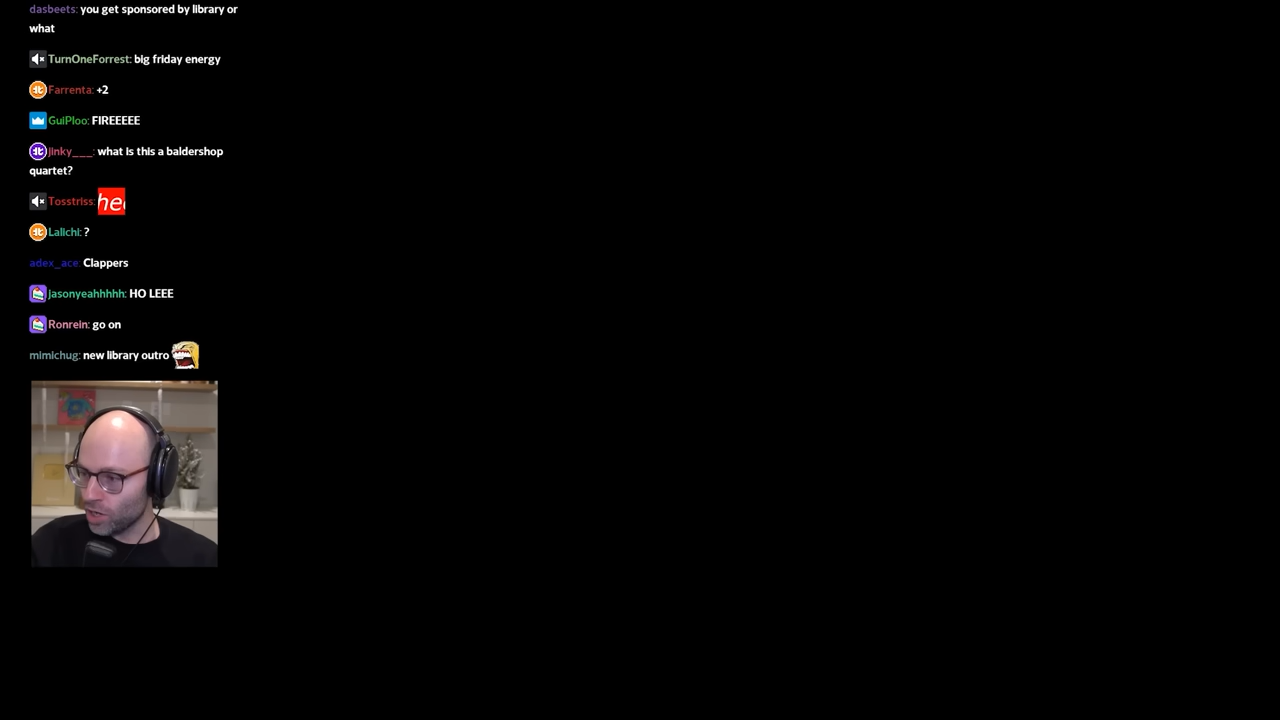 dasbeets: you get sponsored by library or
what
TurnOneForrest: big friday energy
Farrenta: +2
GuiPloo: FIREEEEE
jinky___: what is this a baldershop
quartet?
Tosstriss: he
Lalichi: ?
adex_ace: Clappers
jasonyeahhhhh: HO LEEE
Ronrein: go on
mimichug: new library outro